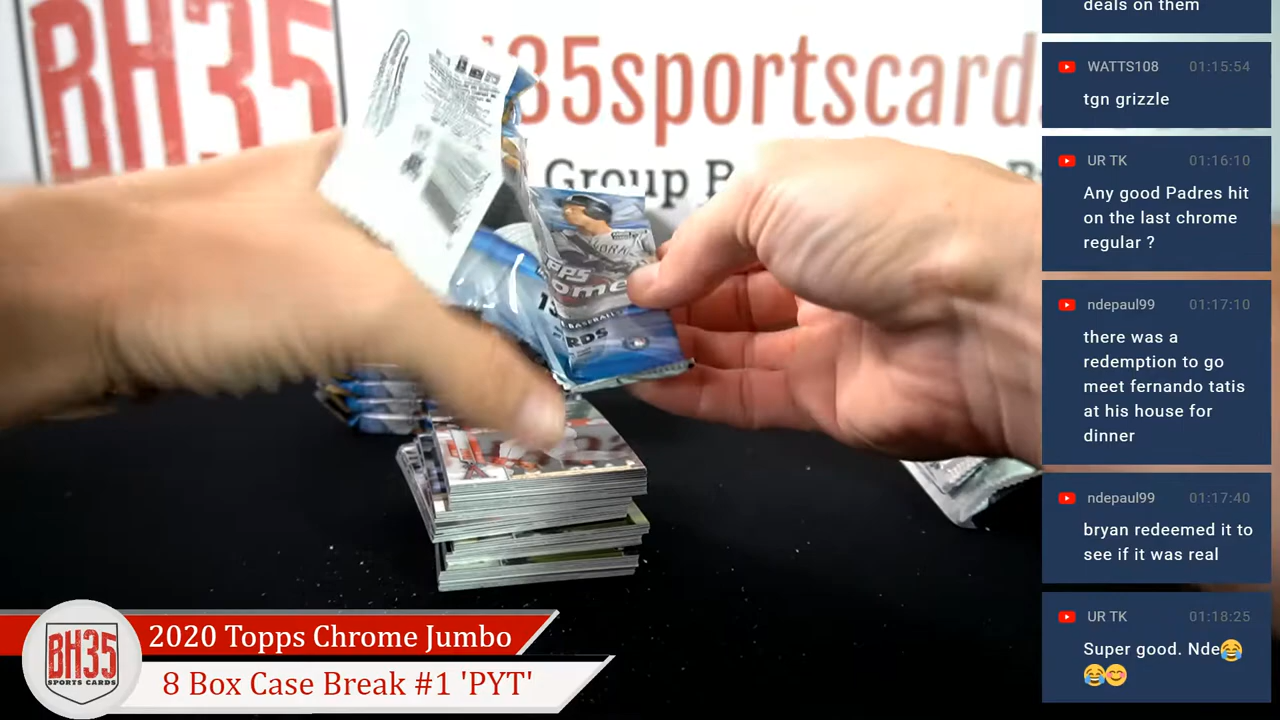 BH35
35sportscard
Group B
deals on them
WATTS108 01:15:54
tgn grizzle
UR TK 01:16:10
Any good Padres hit
on the last chrome
regular ?
ndepaul99 01:17:10
there was a
redemption to go
meet fernando tatis
at his house for
dinner
ndepaul99 01:17:40
bryan redeemed it to
see if it was real
UR TK 01:18:25
Super good. Nde😂
😂😊
BH35
SPORTS CARDS
2020 Topps Chrome Jumbo
8 Box Case Break #1 'PYT'